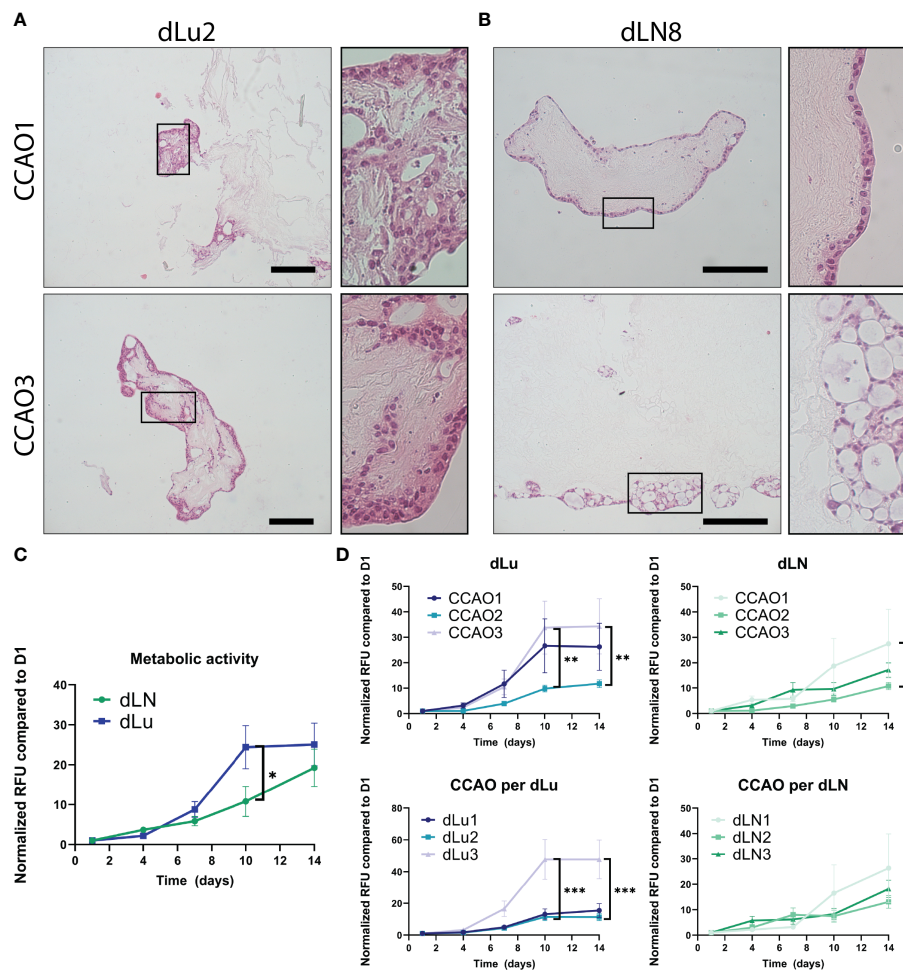 A
dLu2
B
dLN8
CCAO1
CCAO3
C
Metabolic activity
Normalized RFU compared to D1
40
30
20
10
0
dLN
dLu
*
0 2 4 6 8 10 12 14
Time (days)
D
dLu
Normalized RFU compared to D1
50
40
30
20
10
0
CCAO1
CCAO2
CCAO3
**
**
0 2 4 6 8 10 12 14
Time (days)
dLN
Normalized RFU compared to D1
50
40
30
20
10
0
CCAO1
CCAO2
CCAO3
0 2 4 6 8 10 12 14
Time (days)
CCAO per dLu
Normalized RFU compared to D1
80
60
40
20
0
dLu1
dLu2
dLu3
***
***
0 2 4 6 8 10 12 14
Time (days)
CCAO per dLN
Normalized RFU compared to D1
50
40
30
20
10
0
dLN1
dLN2
dLN3
0 2 4 6 8 10 12 14
Time (days)